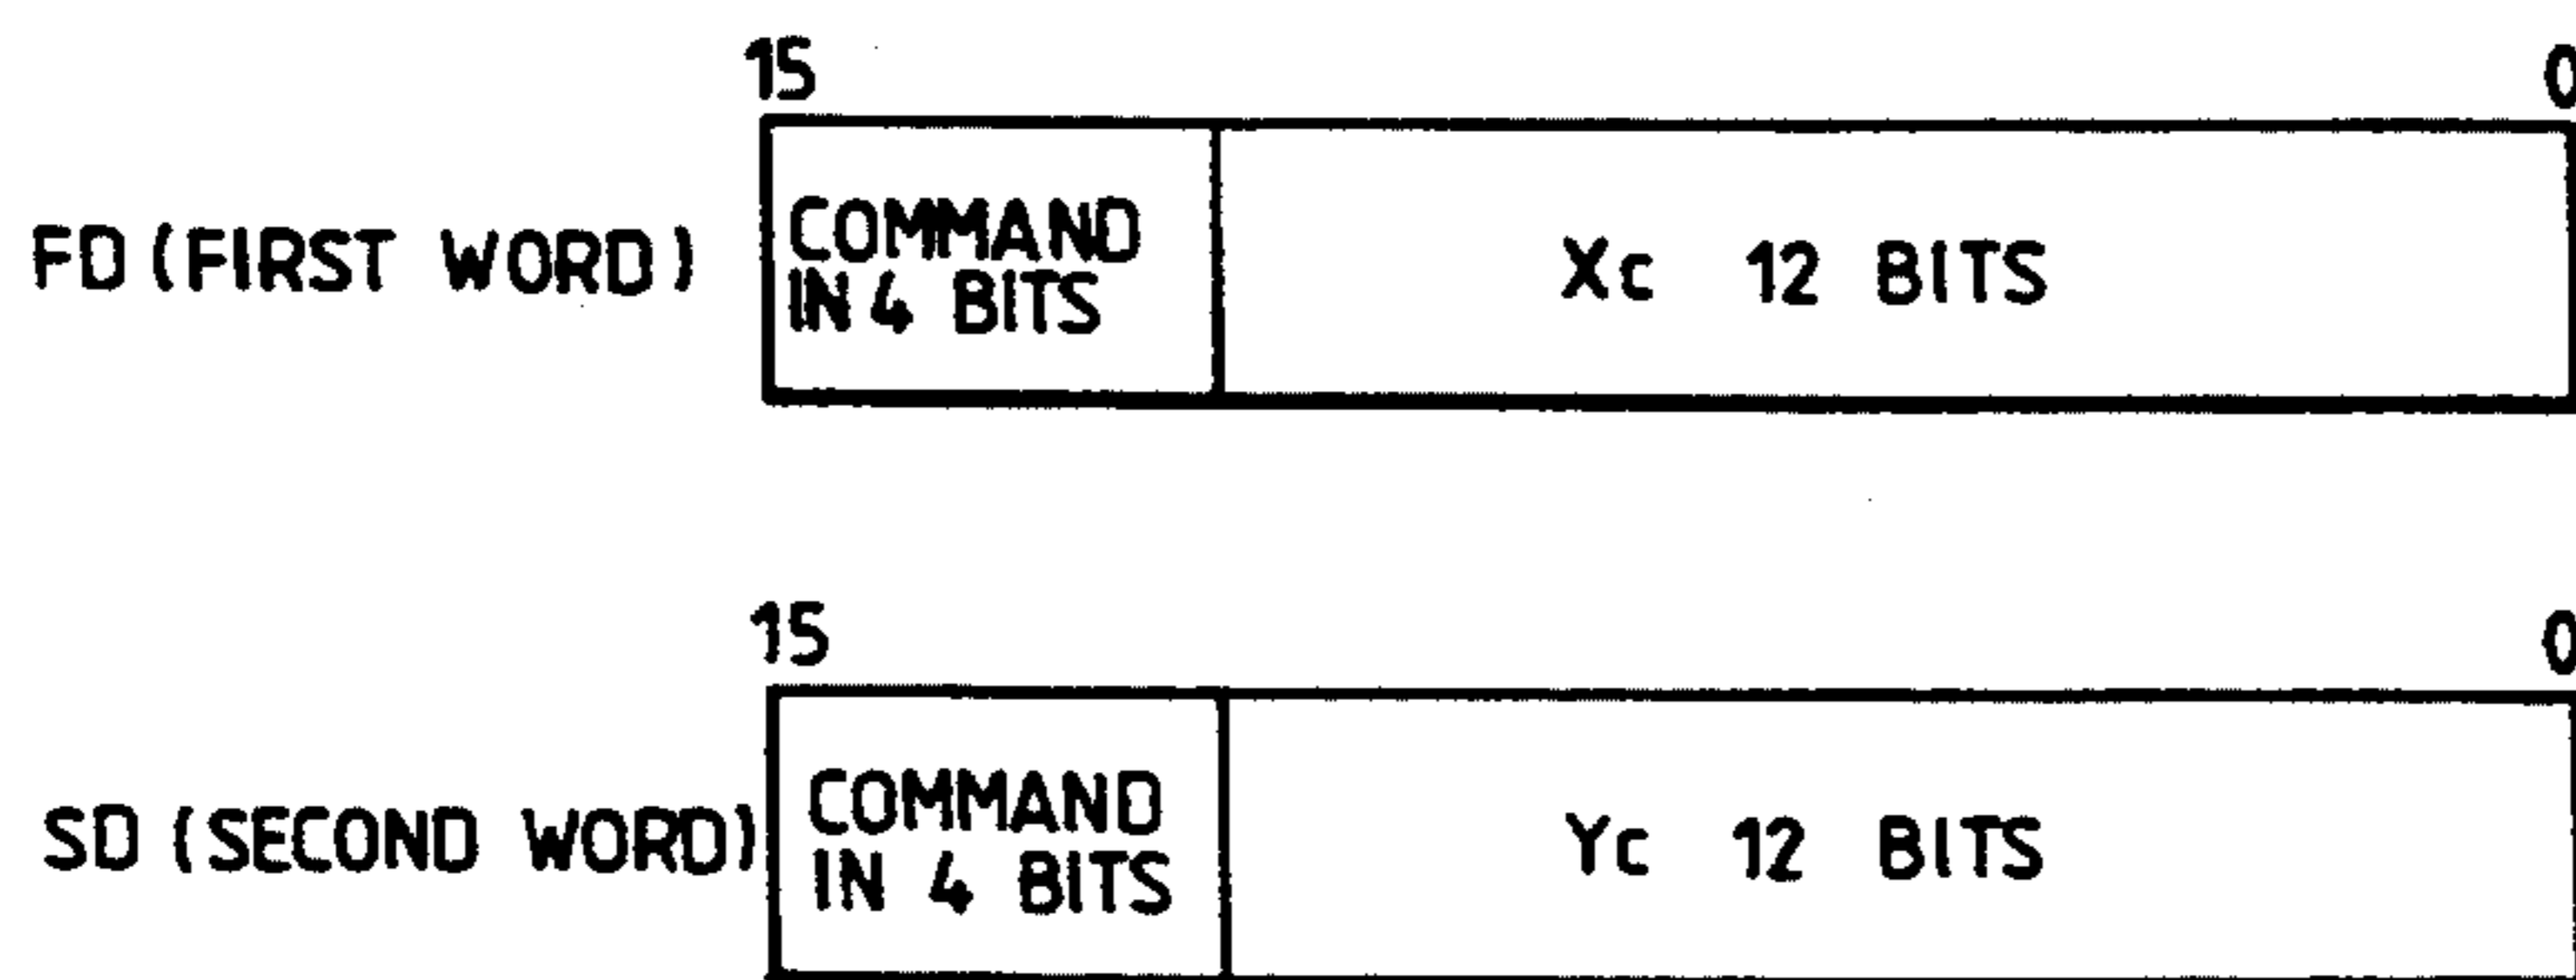 15 0
FD (FIRST WORD)
COMMAND
IN 4 BITS
Xc 12 BITS
15 0
SD (SECOND WORD)
COMMAND
IN 4 BITS
Yc 12 BITS